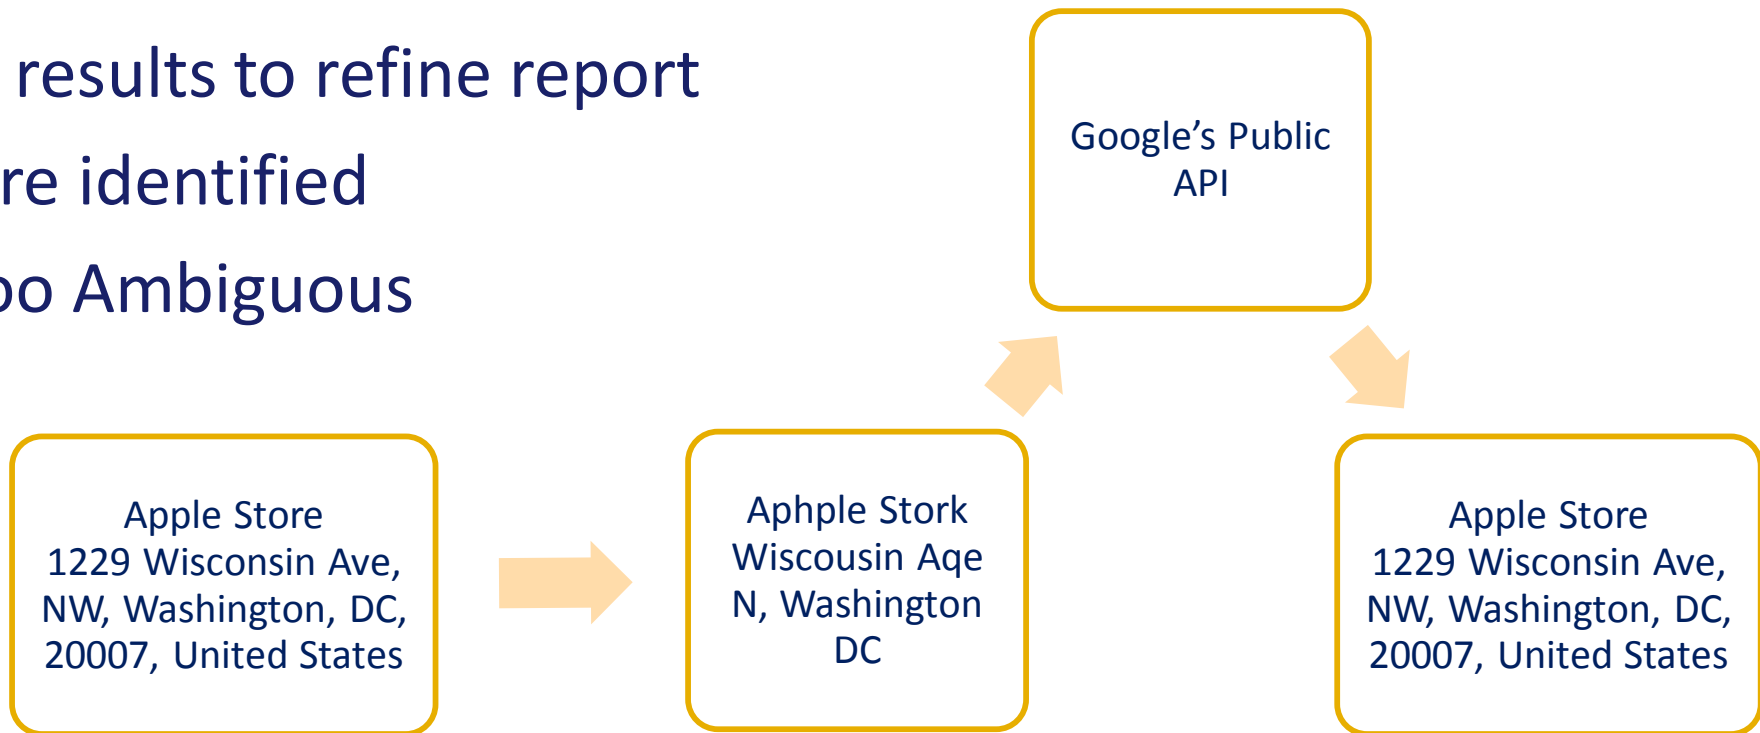 results to refine report
re identified
oo Ambiguous
Google’s Public
API
Apple Store
1229 Wisconsin Ave,
NW, Washington, DC,
20007, United States
Aphple Stork
Wiscousin Aqe
N, Washington
DC
Apple Store
1229 Wisconsin Ave,
NW, Washington, DC,
20007, United States